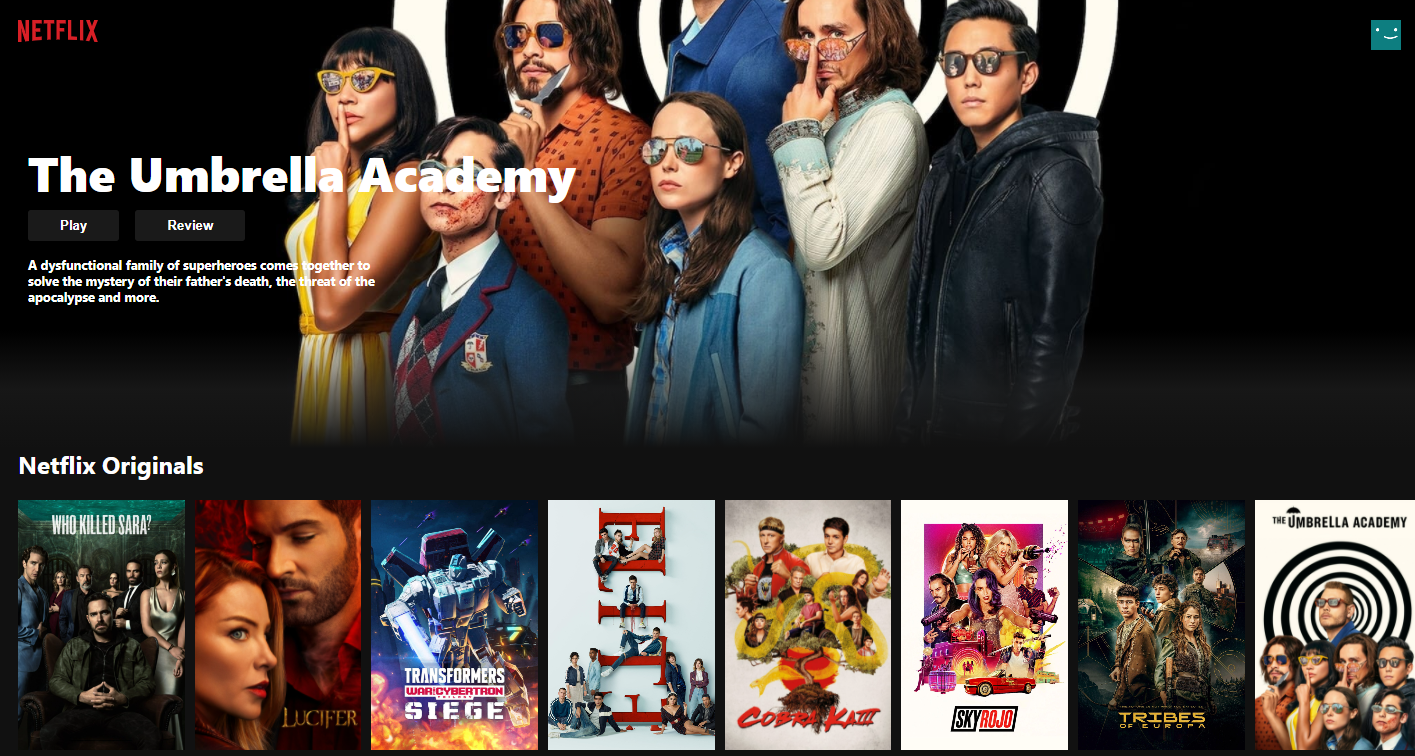 NETFLIX
The Umbrella Academy
Play
Review
A dysfunctional family of superheroes comes together to
solve the mystery of their father's death, the threat of the
apocalypse and more.
Netflix Originals
WHO KILLED SARA?
LUCIFER
TRANSFORMERS
WAR FOR CYBERTRON
TRILOGY
SIEGE
ELITE
COBRA KAI III
SKY ROJO
TRIBES
OF EUROPA
THE UMBRELLA ACADEMY